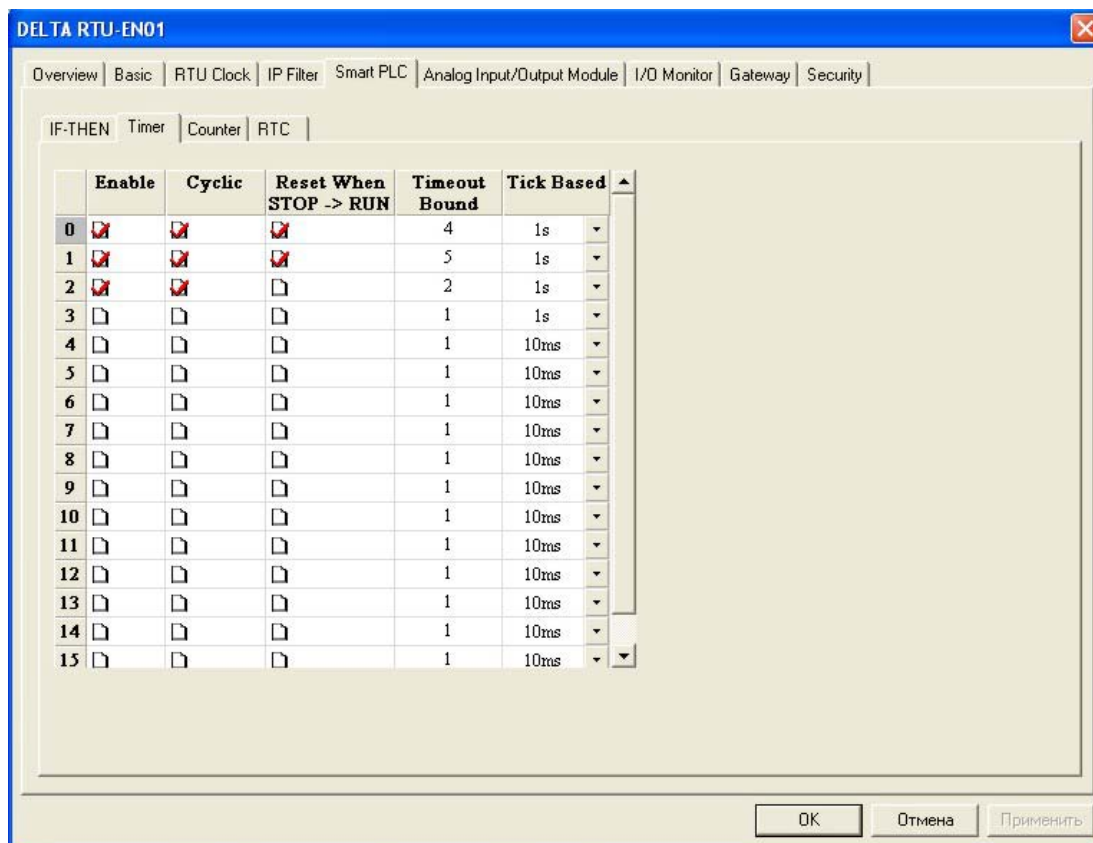 DELTA RTU-EN01
Overview Basic RTU Clock IP Filter Smart PLC Analog Input/Output Module I/O Monitor Gateway Security
IF-THEN Timer Counter RTC
Enable Cyclic Reset When STOP -> RUN Timeout Bound Tick Based
0 4 1s
1 5 1s
2 2 1s
3 1 1s
4 1 10ms
5 1 10ms
6 1 10ms
7 1 10ms
8 1 10ms
9 1 10ms
10 1 10ms
11 1 10ms
12 1 10ms
13 1 10ms
14 1 10ms
15 1 10ms
OK Отмена Применить